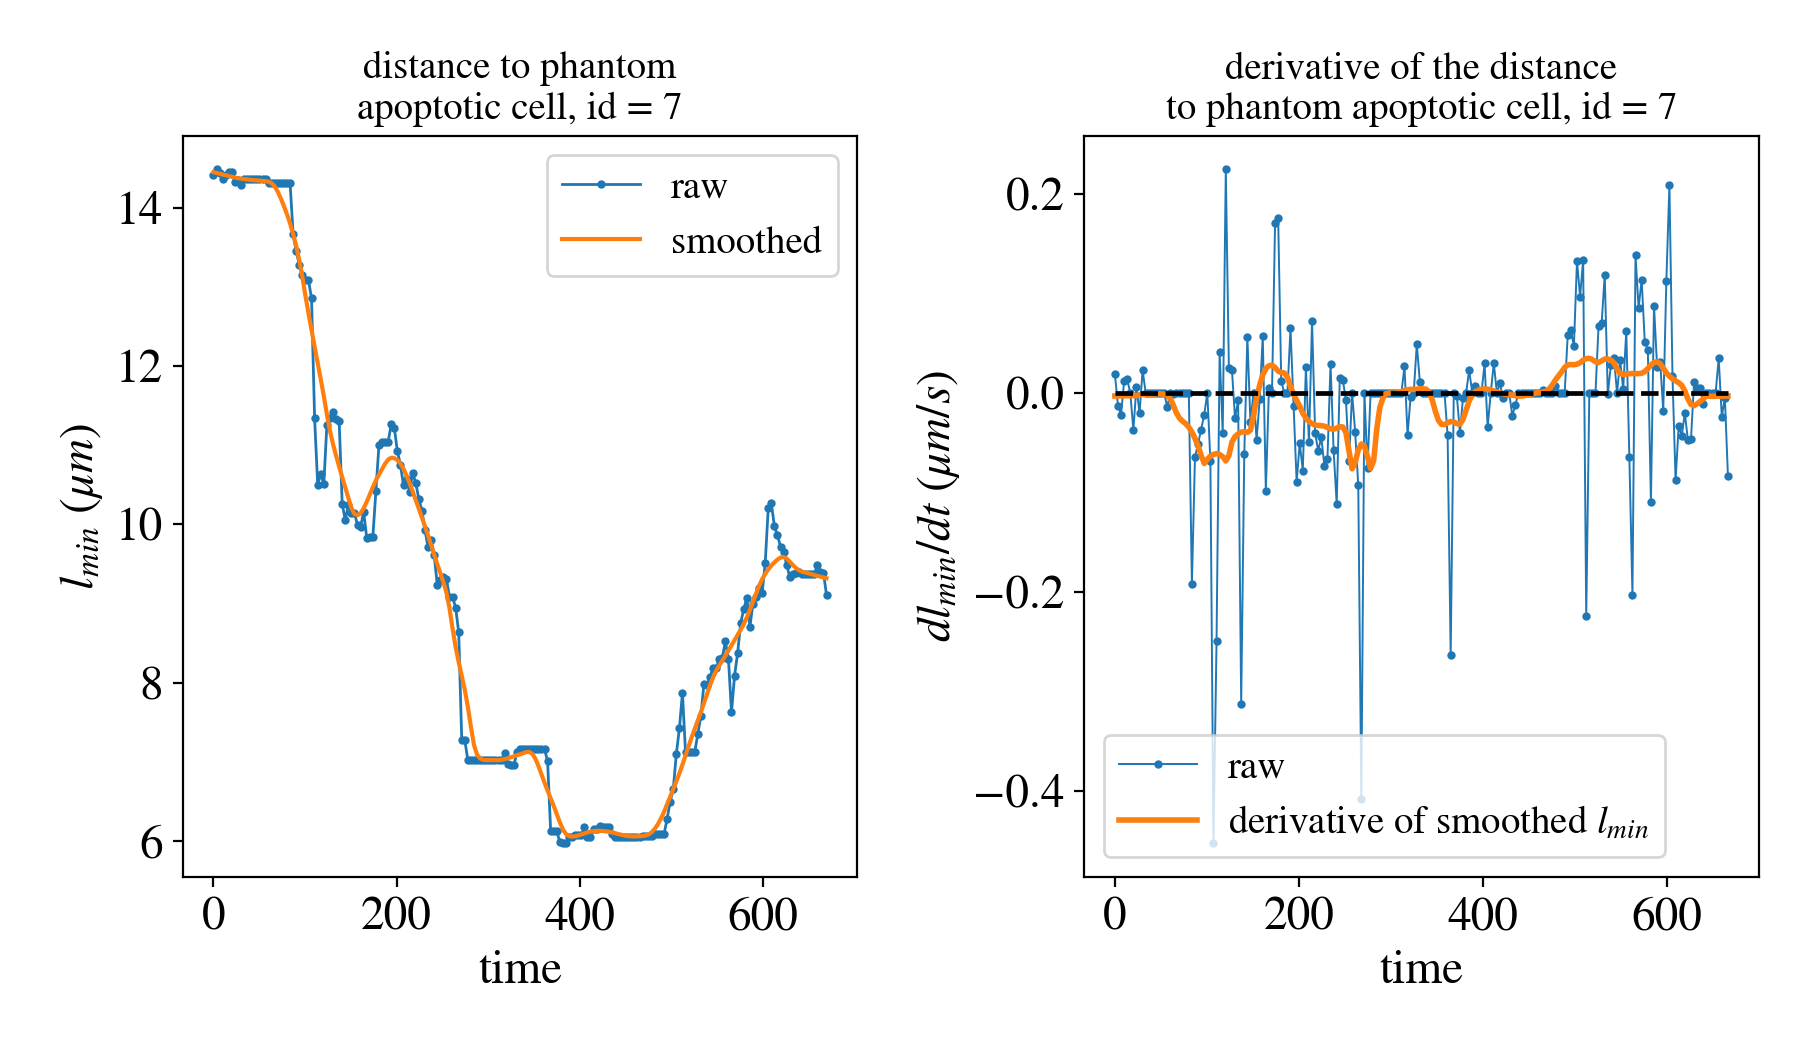 distance to phantom
apoptotic cell, id = 7
14
12
10
8
6
l_min (μm)
raw
smoothed
0 200 400 600
time
derivative of the distance
to phantom apoptotic cell, id = 7
0.2
0.0
−0.2
−0.4
dl_min/dt (μm/s)
raw
derivative of smoothed l_min
0 200 400 600
time